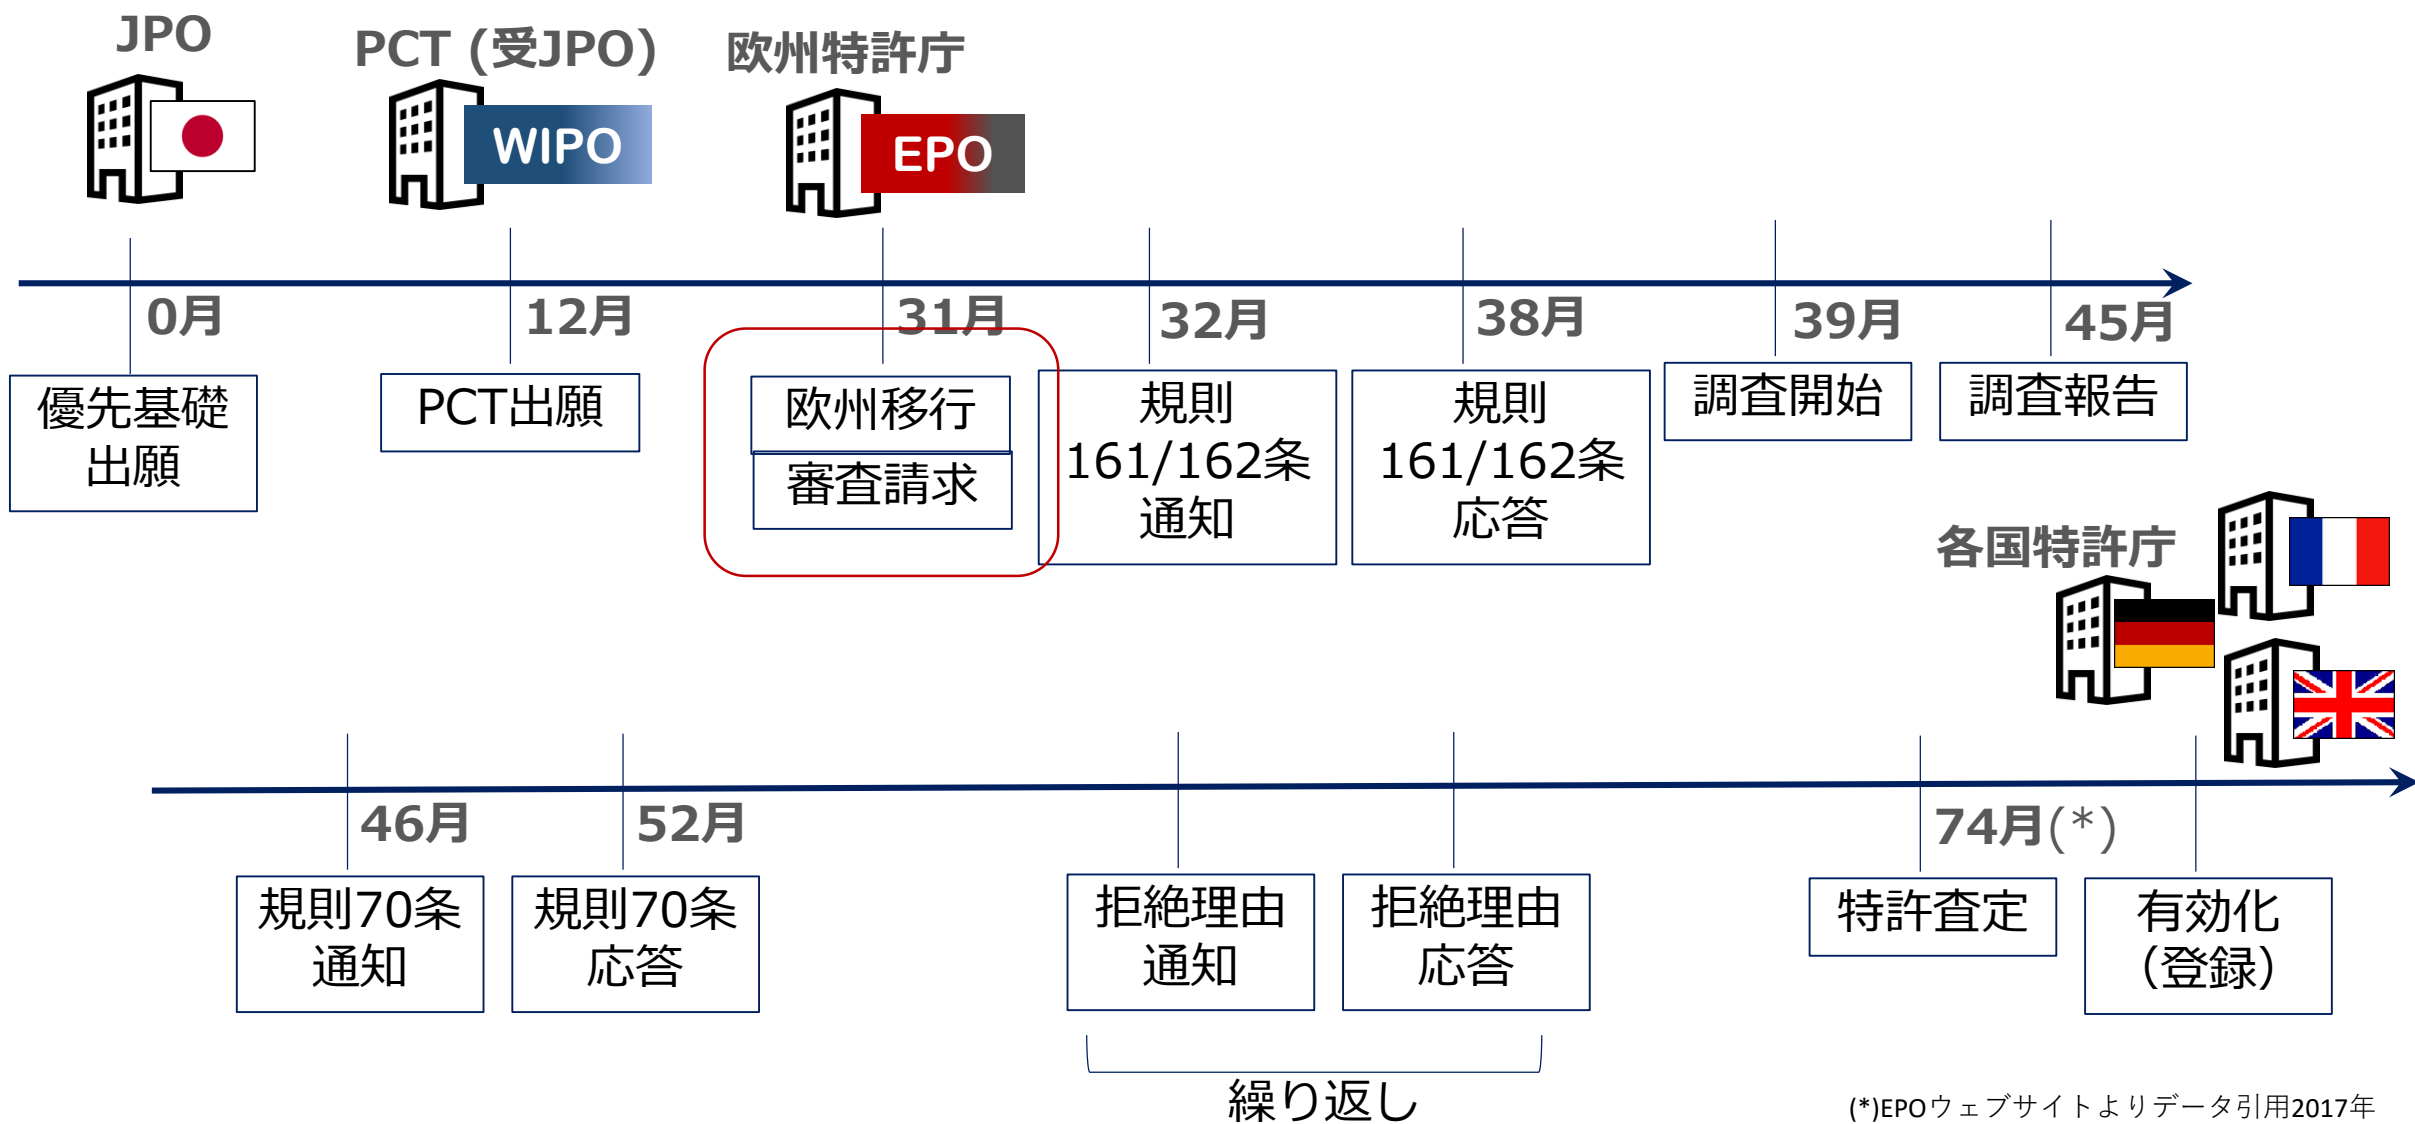 JPO
PCT (受JPO)
欧州特許庁
WIPO
EPO
0月
12月
31月
32月
38月
39月
45月
優先基礎
出願
PCT出願
欧州移行
審査請求
規則
161/162条
通知
規則
161/162条
応答
調査開始
調査報告
各国特許庁
46月
52月
74月(*)
規則70条
通知
規則70条
応答
拒絶理由
通知
拒絶理由
応答
特許査定
有効化
（登録）
繰り返し
(*)EPOウェブサイトよりデータ引用2017年